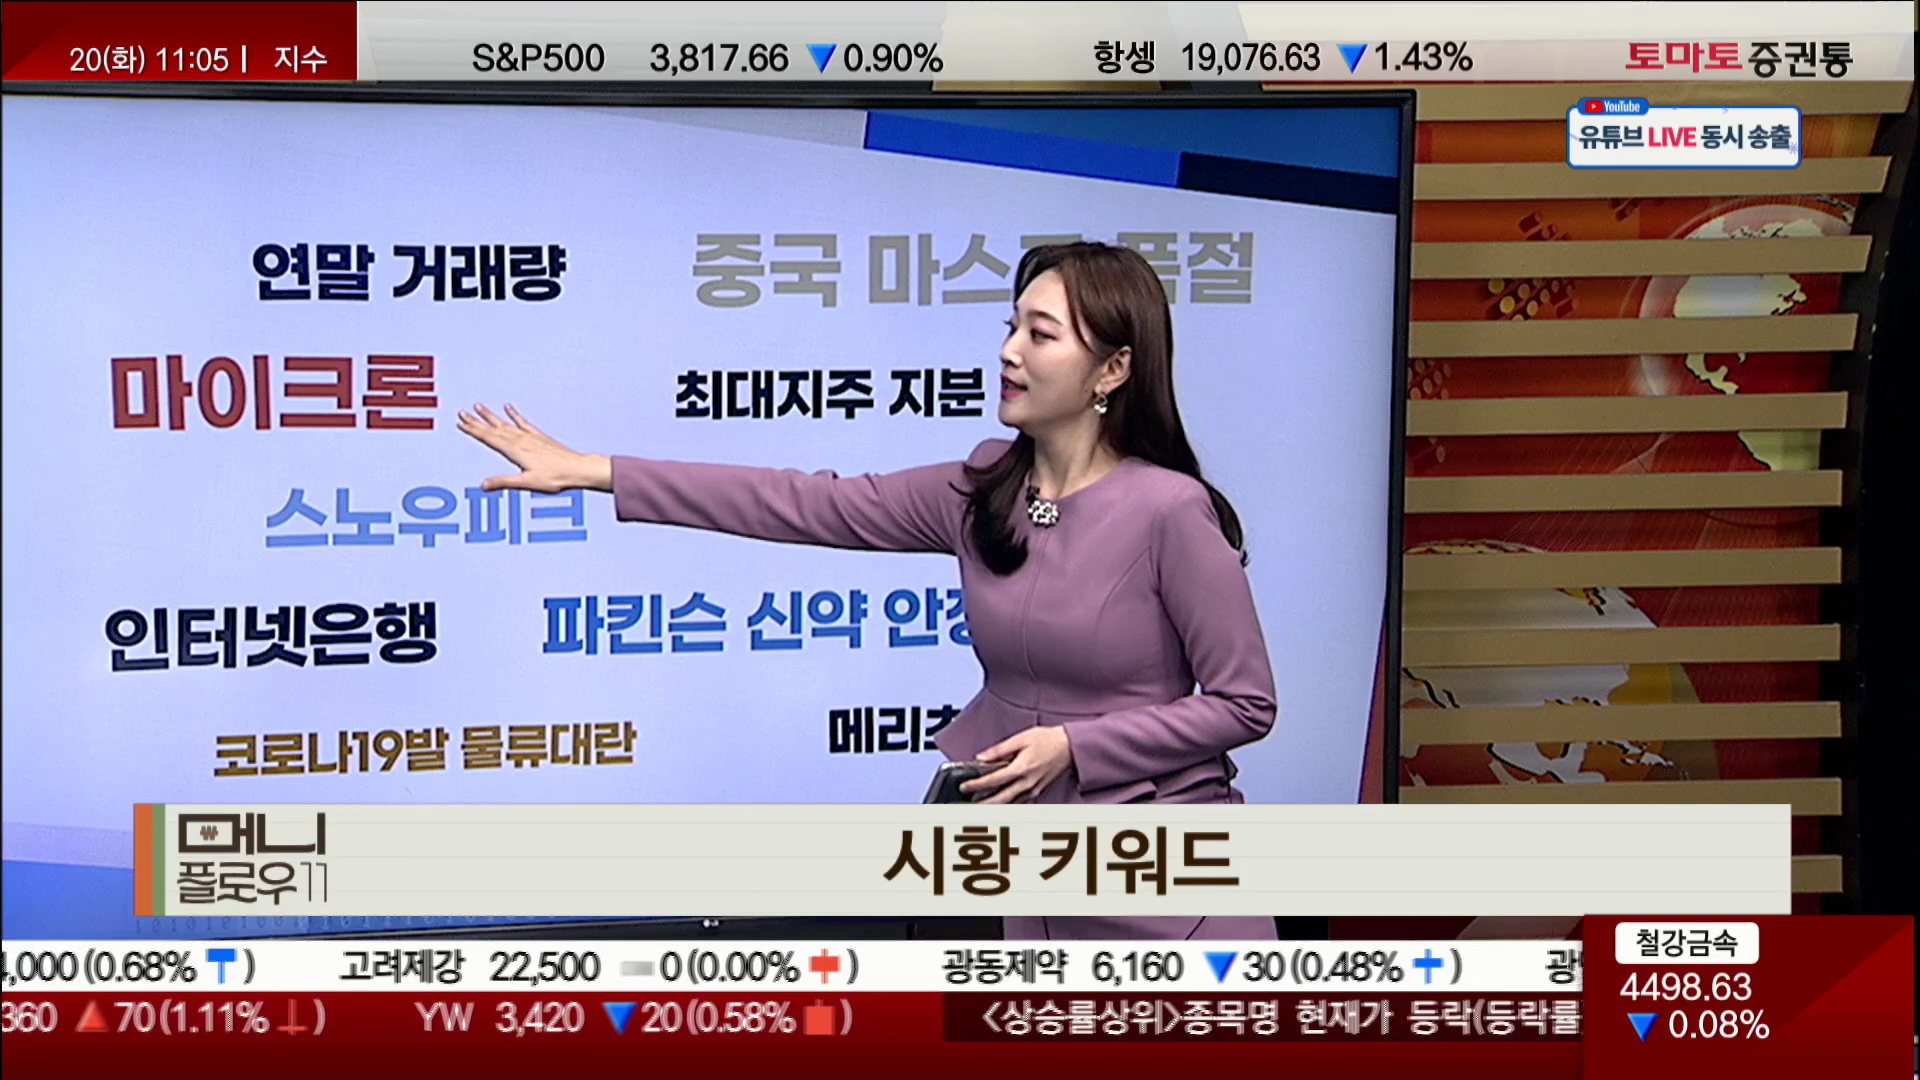 20(화) 11:05 | 지수 S&P500 3,817.66 ▼0.90% 항셍 19,076.63 ▼1.43% 토마토증권통
YouTube
유튜브 LIVE 동시 송출
연말 거래량 중국 마스 품절
마이크론 최대지주 지분
스노우피크
인터넷은행 파킨슨 신약
코로나19발 물류대란 메리츠
머니
플로우11
시황 키워드
,000(0.68% ) 고려제강 22,500 0(0.00% ) 광동제약 6,160 ▼30(0.48% )
360 ▲70(1.11% ) YW 3,420 ▼20(0.58% ) <상승률상위>종목명 현재가 등락(등락률
철강금속
4498.63
▼0.08%